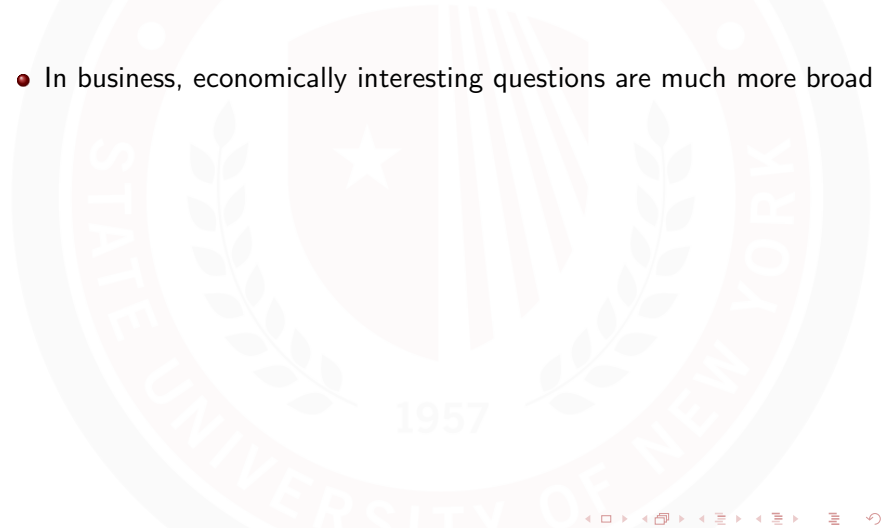 In business, economically interesting questions are much more broad
STATE UNIVERSITY OF NEW YORK
1957